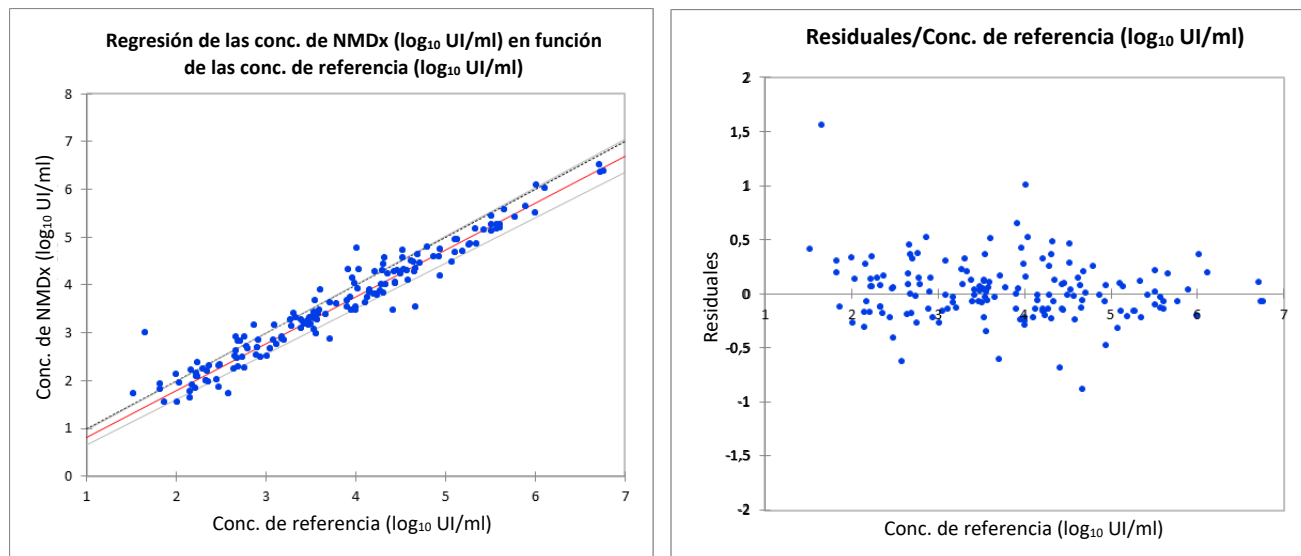 Regresión de las conc. de NMDx (log₁₀ UI/ml) en función
de las conc. de referencia (log₁₀ UI/ml)
Conc. de NMDx (log₁₀ UI/ml)
8
7
6
5
4
3
2
1
0
1 2 3 4 5 6 7
Conc. de referencia (log₁₀ UI/ml)
Residuales/Conc. de referencia (log₁₀ UI/ml)
Residuales
2
1,5
1
0,5
0
-0,5
-1
-1,5
-2
1 2 3 4 5 6 7
Conc. de referencia (log₁₀ UI/ml)